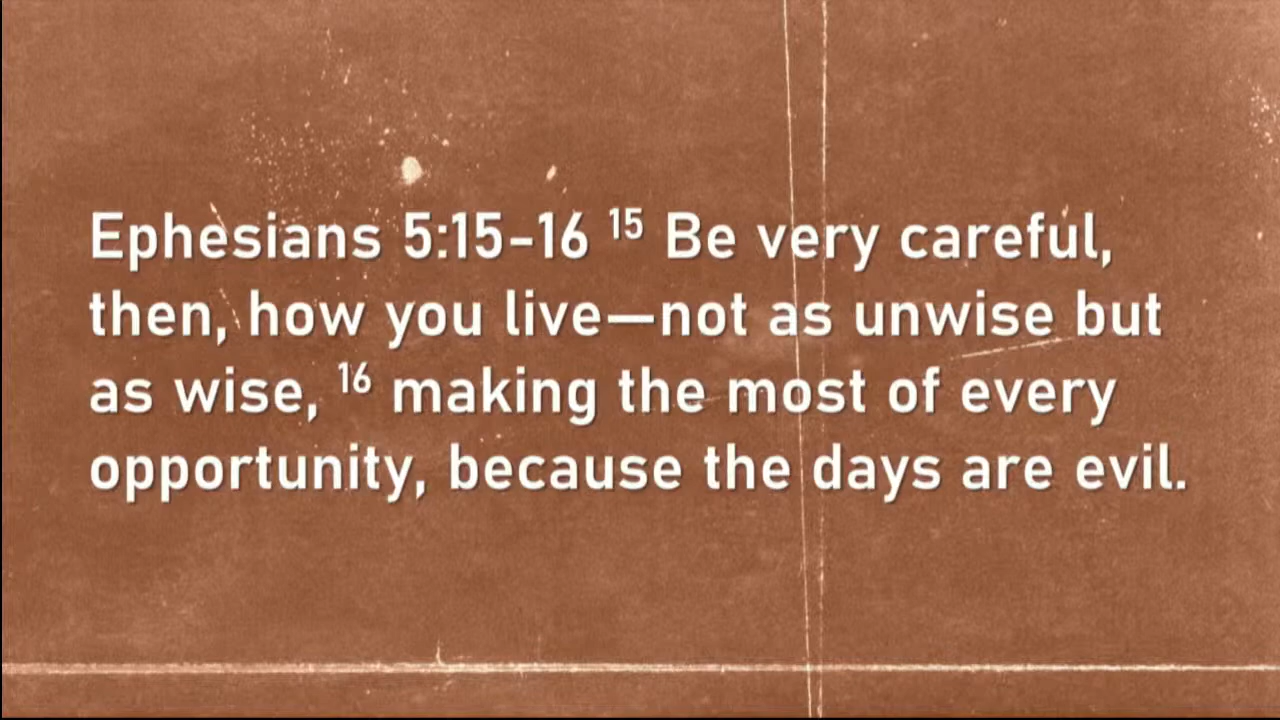 Ephesians 5:15-16 ¹⁵ Be very careful,
then, how you live—not as unwise but
as wise, ¹⁶ making the most of every
opportunity, because the days are evil.